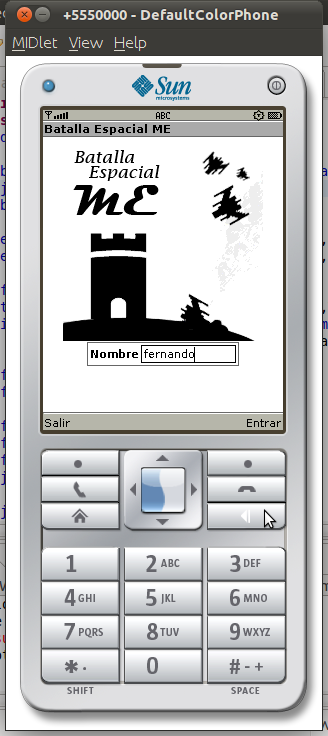 +5550000 - DefaultColorPhone
MIDlet View Help
Sun
microsystems
ABC
Batalla Espacial ME
Batalla
Espacial
ME
Nombre fernando
Salir Entrar
1 2 ABC 3 DEF
4 GHI 5 JKL 6 MNO
7 PQRS 8 TUV 9 WXYZ
* . 0 # - +
SHIFT SPACE